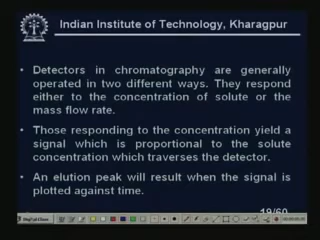 Indian Institute of Technology, Kharagpur
• Detectors in chromatography are generally
operated in two different ways. They respond
either to the concentration of solute or the
mass flow rate.
• Those responding to the concentration yield a
signal which is proportional to the solute
concentration which traverses the detector.
• An elution peak will result when the signal is
plotted against time.
19/60